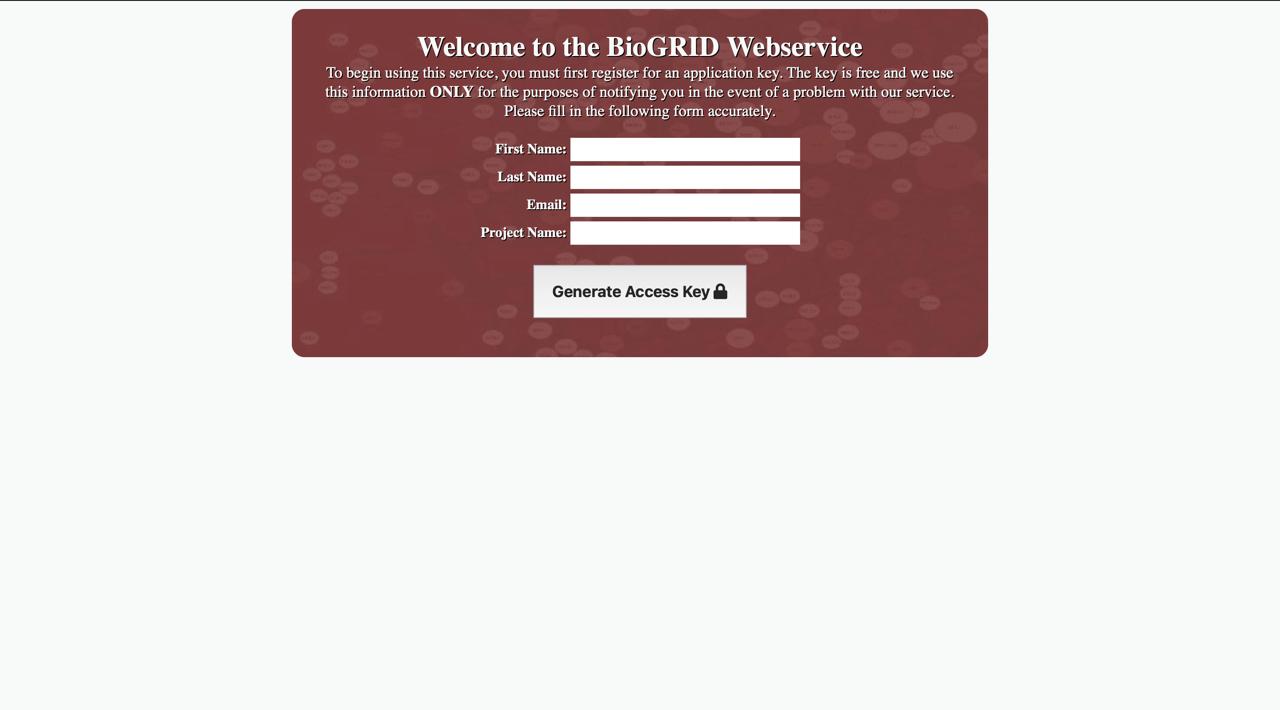 Welcome to the BioGRID Webservice
To begin using this service, you must first register for an application key. The key is free and we use
this information ONLY for the purposes of notifying you in the event of a problem with our service.
Please fill in the following form accurately.
First Name:
Last Name:
Email:
Project Name:
Generate Access Key